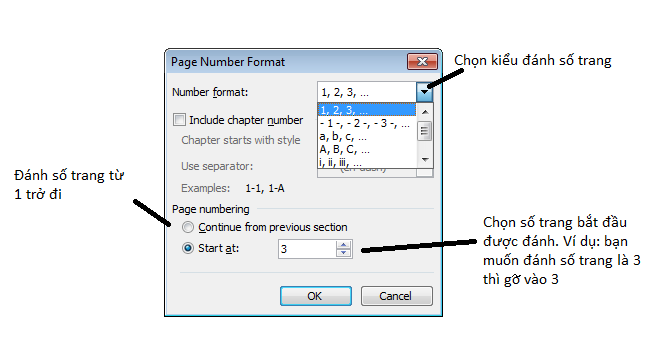 Chọn kiểu đánh số trang
Page Number Format
Number format:
1, 2, 3, ...
1, 2, 3, ...
- 1 -, - 2 -, - 3 -, ...
a, b, c, ...
A, B, C, ...
i, ii, iii, ...
Include chapter number
Chapter starts with style
Use separator:
Examples: 1-1, 1-A
Đánh số trang từ
1 trở đi
Page numbering
Continue from previous section
Start at: 3
Chọn số trang bắt đầu
được đánh. Ví dụ: bạn
muốn đánh số trang là 3
thì gỡ vào 3
OK
Cancel